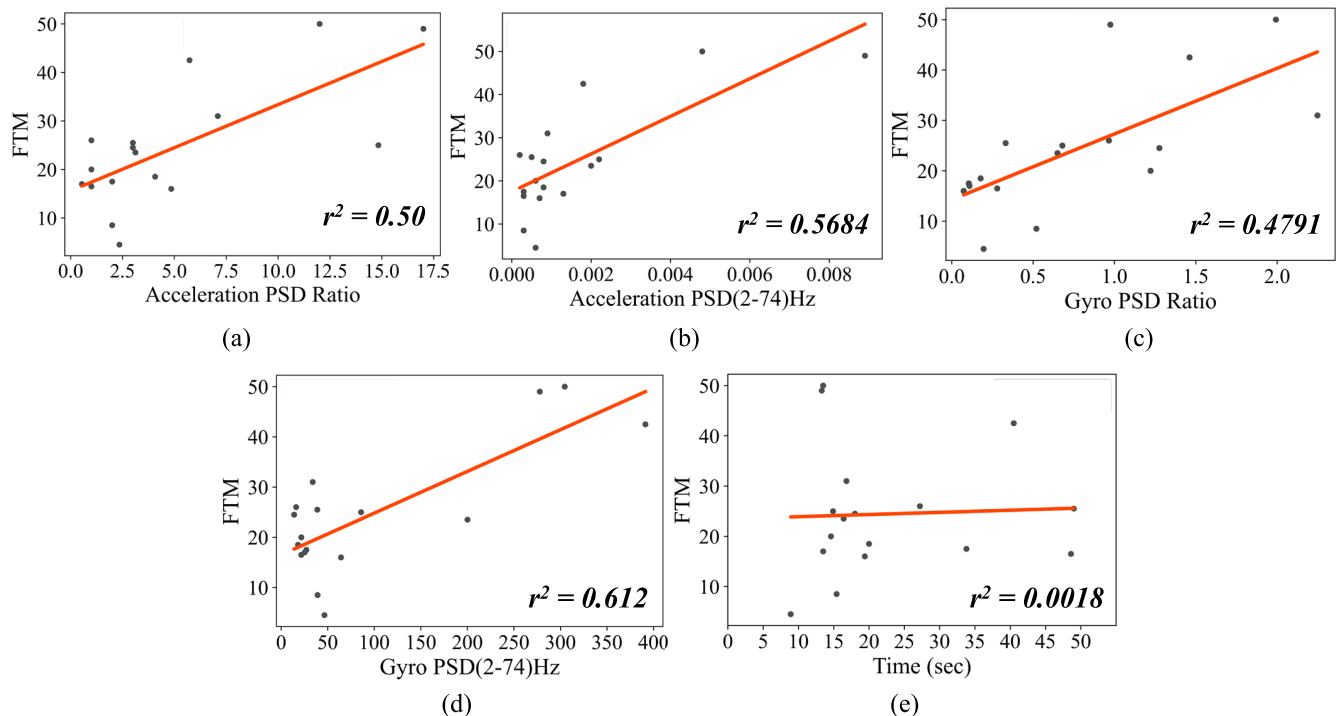 50
40
30
20
10
FTM
r² = 0.50
0.0 2.5 5.0 7.5 10.0 12.5 15.0 17.5
Acceleration PSD Ratio
(a)
50
40
30
20
10
FTM
r² = 0.5684
0.000 0.002 0.004 0.006 0.008
Acceleration PSD(2-74)Hz
(b)
50
40
30
20
10
FTM
r² = 0.4791
0.0 0.5 1.0 1.5 2.0
Gyro PSD Ratio
(c)
50
40
30
20
10
FTM
r² = 0.612
0 50 100 150 200 250 300 350 400
Gyro PSD(2-74)Hz
(d)
50
40
30
20
10
FTM
r² = 0.0018
0 5 10 15 20 25 30 35 40 45 50
Time (sec)
(e)